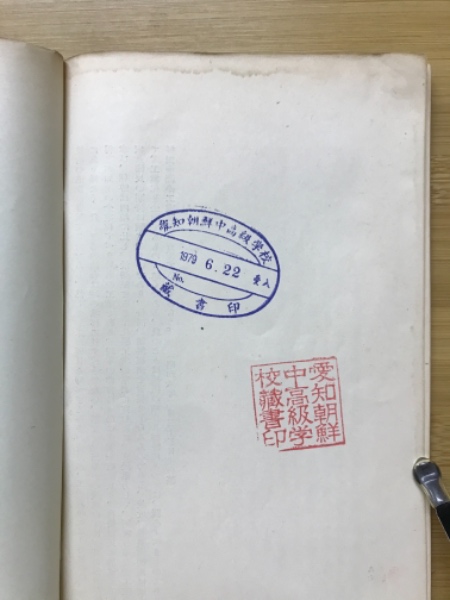 愛知朝鮮中高級学校
1979 6.22 受入
No.
蔵書印
愛知朝鮮
中高級学
校藏書印